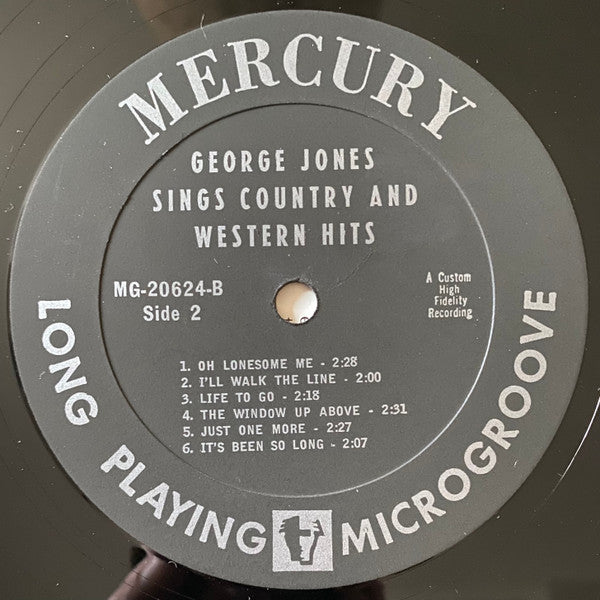 MERCURY
GEORGE JONES
SINGS COUNTRY AND
WESTERN HITS
MG-20624-B
Side 2
A Custom
High
Fidelity
Recording
1. OH LONESOME ME - 2:28
2. I'LL WALK THE LINE - 2:00
3. LIFE TO GO - 2:18
4. THE WINDOW UP ABOVE - 2:31
5. JUST ONE MORE - 2:27
6. IT'S BEEN SO LONG - 2:07
LONG PLAYING MICROGROOVE